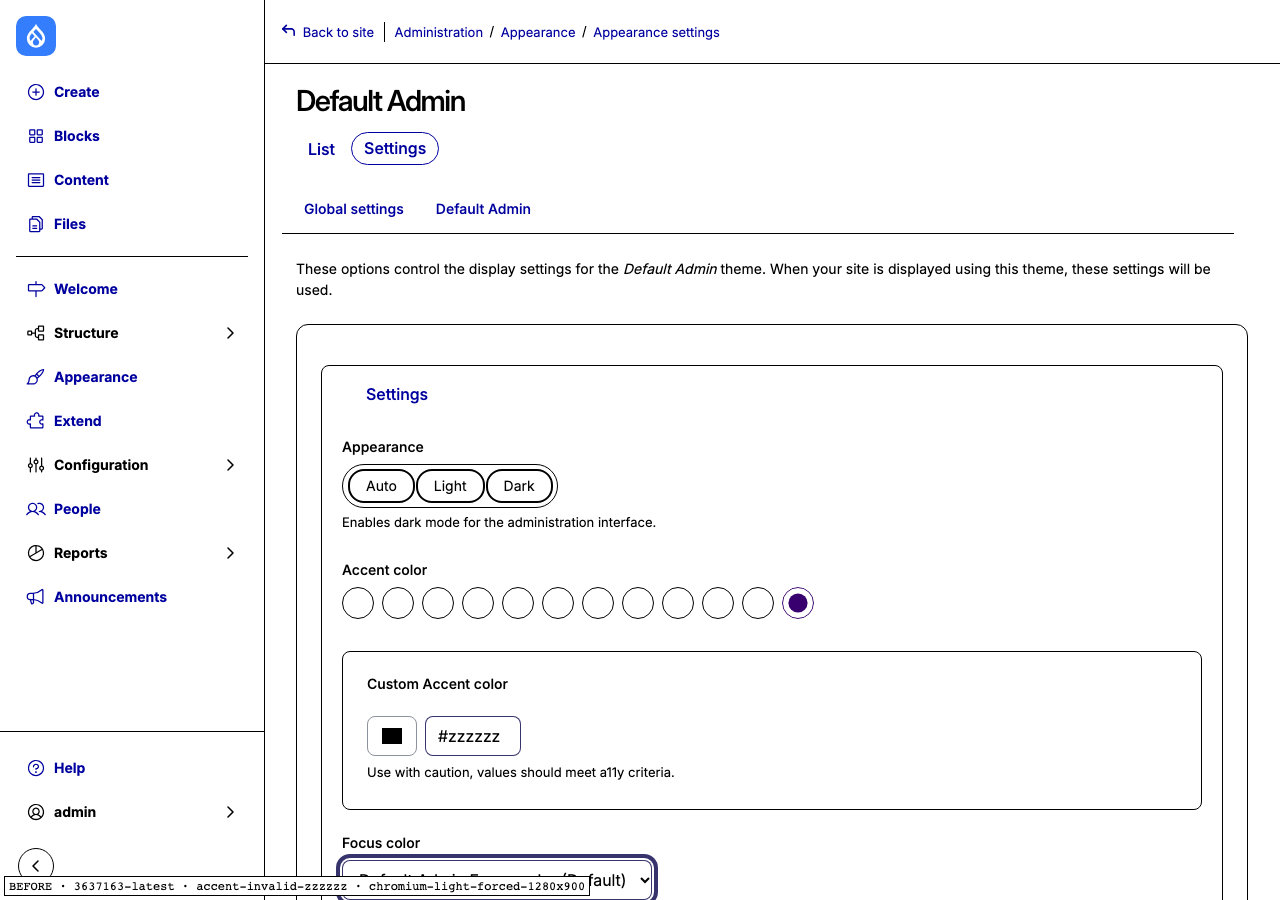 Back to site
Administration / Appearance / Appearance settings
Create
Blocks
Content
Files
Welcome
Structure
Appearance
Extend
Configuration
People
Reports
Announcements
Help
admin
Default Admin
List
Settings
Global settings
Default Admin
These options control the display settings for the Default Admin theme. When your site is displayed using this theme, these settings will be
used.
Settings
Appearance
Auto
Light
Dark
Enables dark mode for the administration interface.
Accent color
Custom Accent color
#zzzzzz
Use with caution, values should meet a11y criteria.
Focus color
BEFORE · 3637163-latest · accent-invalid-zzzzzz · chromium-light-forced-1280x900